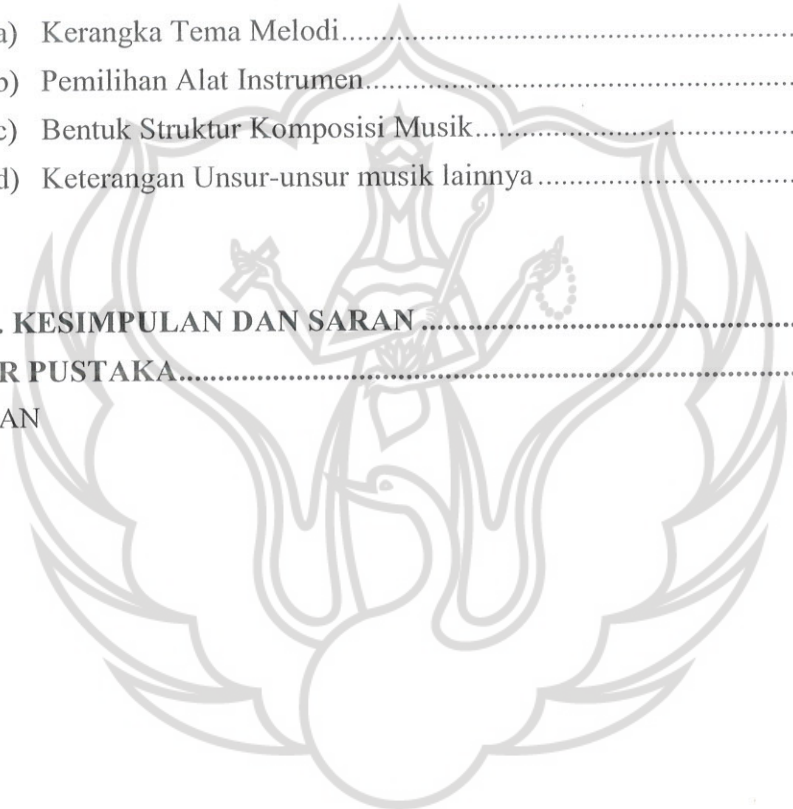 a) Kerangka Tema Melodi..........................................................
b) Pemilihan Alat Instrumen......................................................
c) Bentuk Struktur Komposisi Musik..........................................
d) Keterangan Unsur-unsur musik lainnya..................................
. KESIMPULAN DAN SARAN..................................................
R PUSTAKA...............................................................................
AN